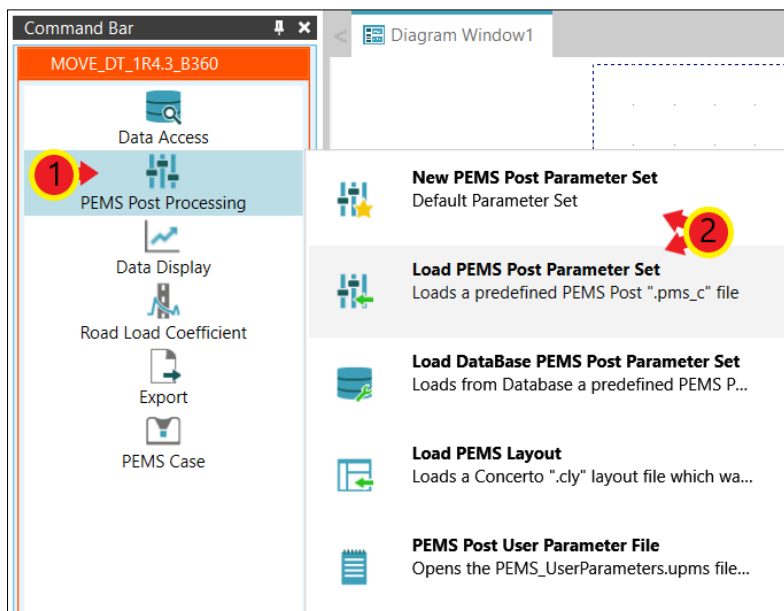 Command Bar
Diagram Window1
MOVE_DT_1R4.3_B360
Data Access
1
PEMS Post Processing
Data Display
Road Load Coefficient
Export
PEMS Case
New PEMS Post Parameter Set
Default Parameter Set
2
Load PEMS Post Parameter Set
Loads a predefined PEMS Post ".pms_c" file
Load DataBase PEMS Post Parameter Set
Loads from Database a predefined PEMS P...
Load PEMS Layout
Loads a Concerto ".cly" layout file which wa...
PEMS Post User Parameter File
Opens the PEMS_UserParameters.upms file...